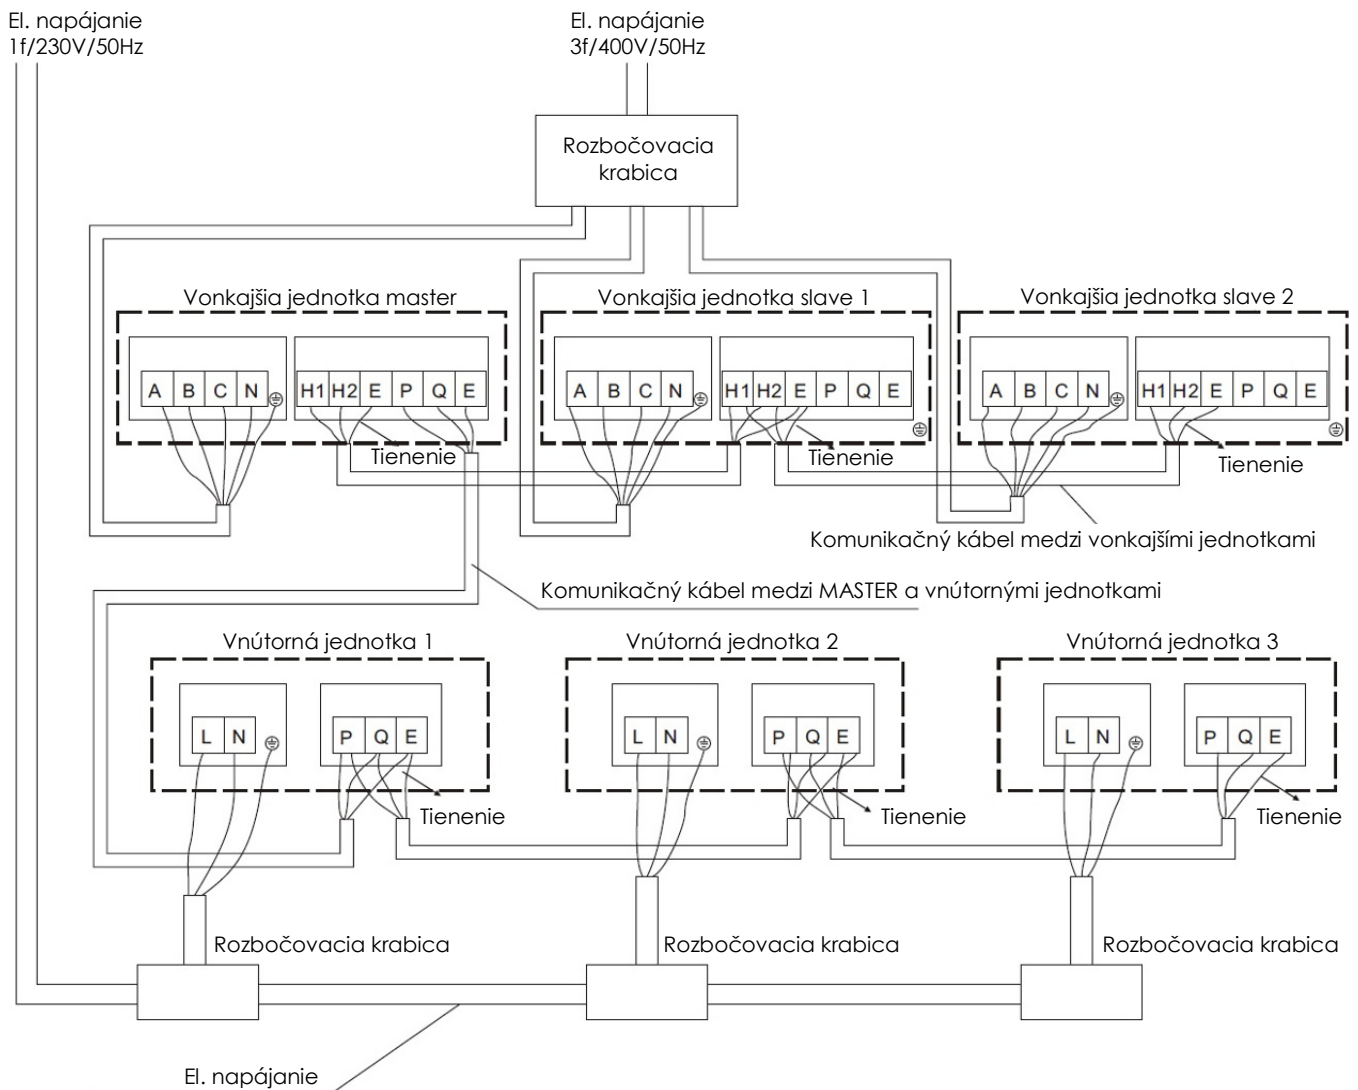 El. napájanie
1f/230V/50Hz
El. napájanie
3f/400V/50Hz
Rozbočovacia
krabica
Vonkajšia jednotka master
Vonkajšia jednotka slave 1
Vonkajšia jednotka slave 2
A B C N H1 H2 E P Q E
A B C N H1 H2 E P Q E
A B C N H1 H2 E P Q E
Tienenie
Tienenie
Tienenie
Komunikačný kábel medzi vonkajšími jednotkami
Komunikačný kábel medzi MASTER a vnútornými jednotkami
Vnútorná jednotka 1
Vnútorná jednotka 2
Vnútorná jednotka 3
L N P Q E
L N P Q E
L N P Q E
Tienenie
Tienenie
Tienenie
Rozbočovacia krabica
Rozbočovacia krabica
Rozbočovacia krabica
El. napájanie